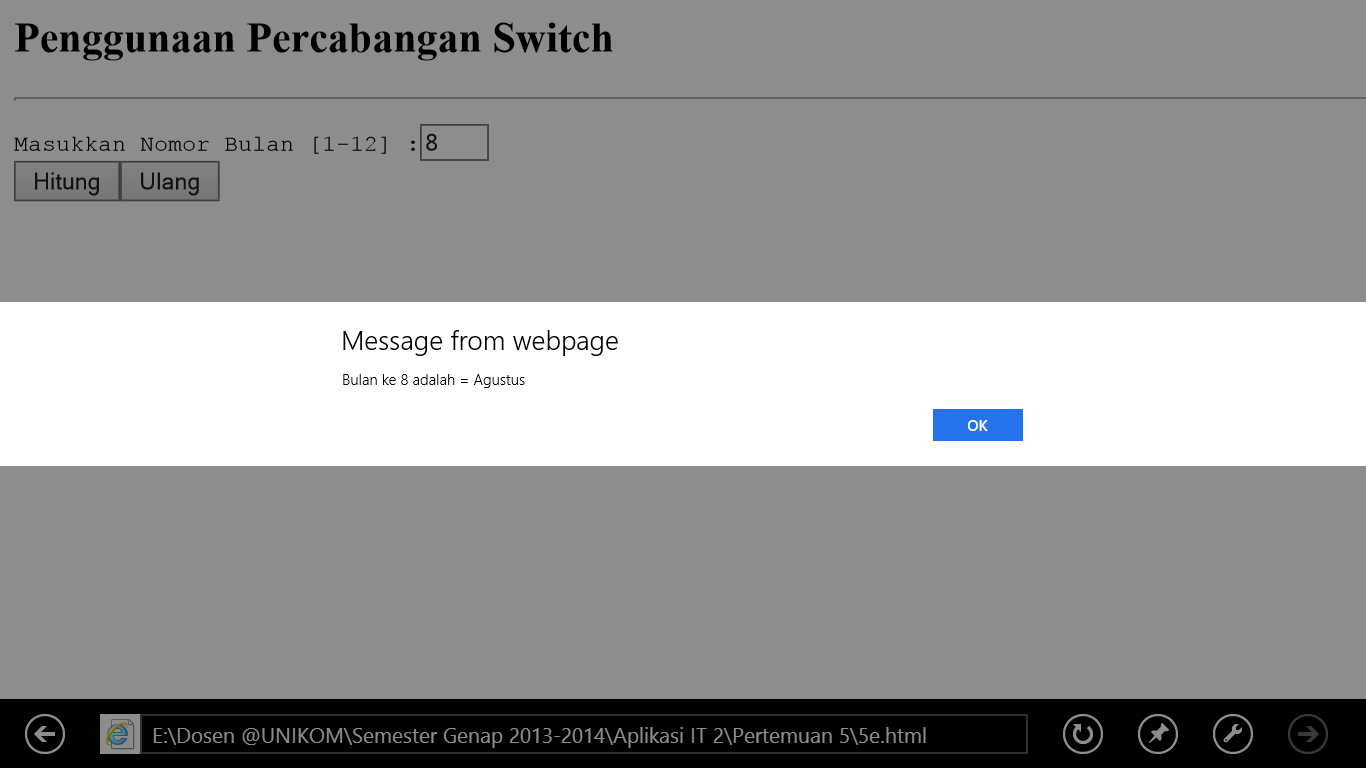 Penggunaan Percabangan Switch
Masukkan Nomor Bulan [1-12] :8
Hitung Ulang
Message from webpage
Bulan ke 8 adalah = Agustus
OK
E:\Dosen @UNIKOM\Semester Genap 2013-2014\Aplikasi IT 2\Pertemuan 5\5e.html